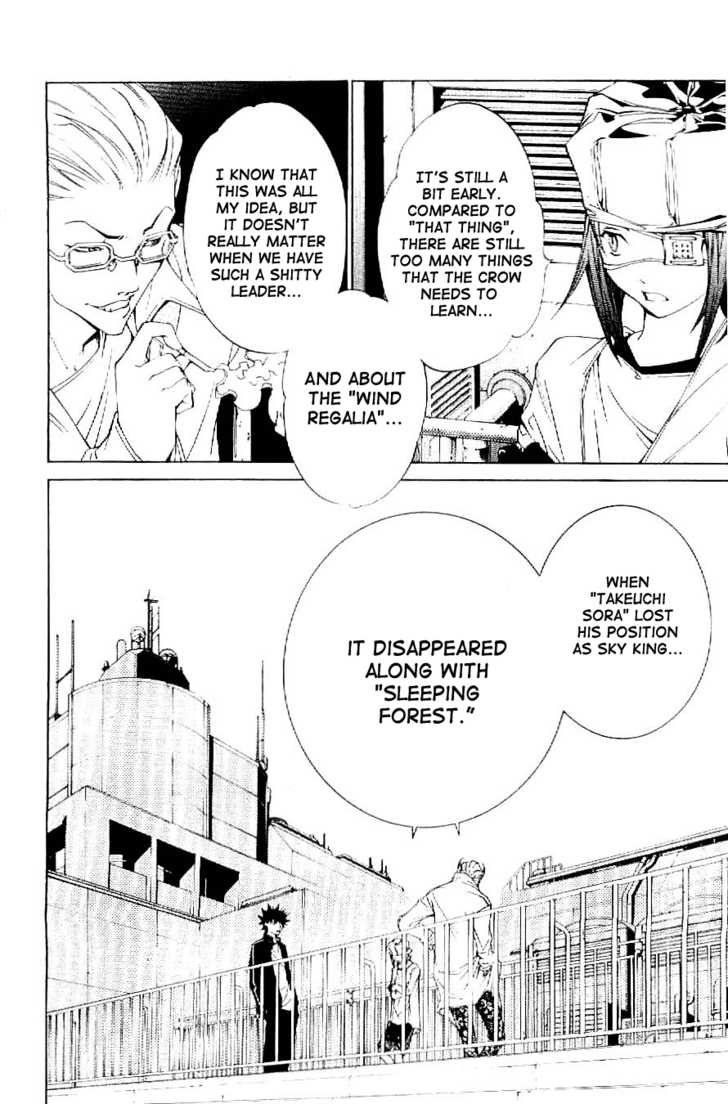 IT'S STILL A
BIT EARLY.
COMPARED TO
"THAT THING",
THERE ARE STILL
TOO MANY THINGS
THAT THE CROW
NEEDS TO
LEARN...
I KNOW THAT
THIS WAS ALL
MY IDEA, BUT
IT DOESN'T
REALLY MATTER
WHEN WE HAVE
SUCH A SHITTY
LEADER...
AND ABOUT
THE "WIND
REGALIA"...
WHEN
"TAKEUCHI
SORA" LOST
HIS POSITION
AS SKY KING...
IT DISAPPEARED
ALONG WITH
"SLEEPING
FOREST."